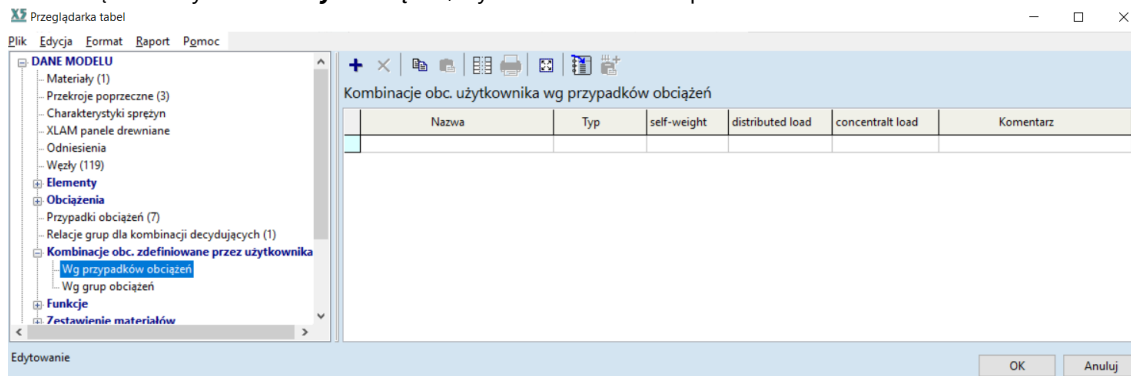 X5 Przeglądarka tabel
Plik Edycja Format Raport Pomoc
DANE MODELU
Materiały (1)
Przekroje poprzeczne (3)
Charakterystyki sprężyn
XLAM panele drewniane
Odniesienia
Węzły (119)
Elementy
Obciążenia
Przypadki obciążeń (7)
Relacje grup dla kombinacji decydujących (1)
Kombinacje obc. zdefiniowane przez użytkownika
Wg przypadków obciążeń
Wg grup obciążeń
Funkcje
Zestawienie materiałów
Kombinacje obc. użytkownika wg przypadków obciążeń
Nazwa Typ self-weight distributed load concentralt load Komentarz
Edytowanie
OK Anuluj